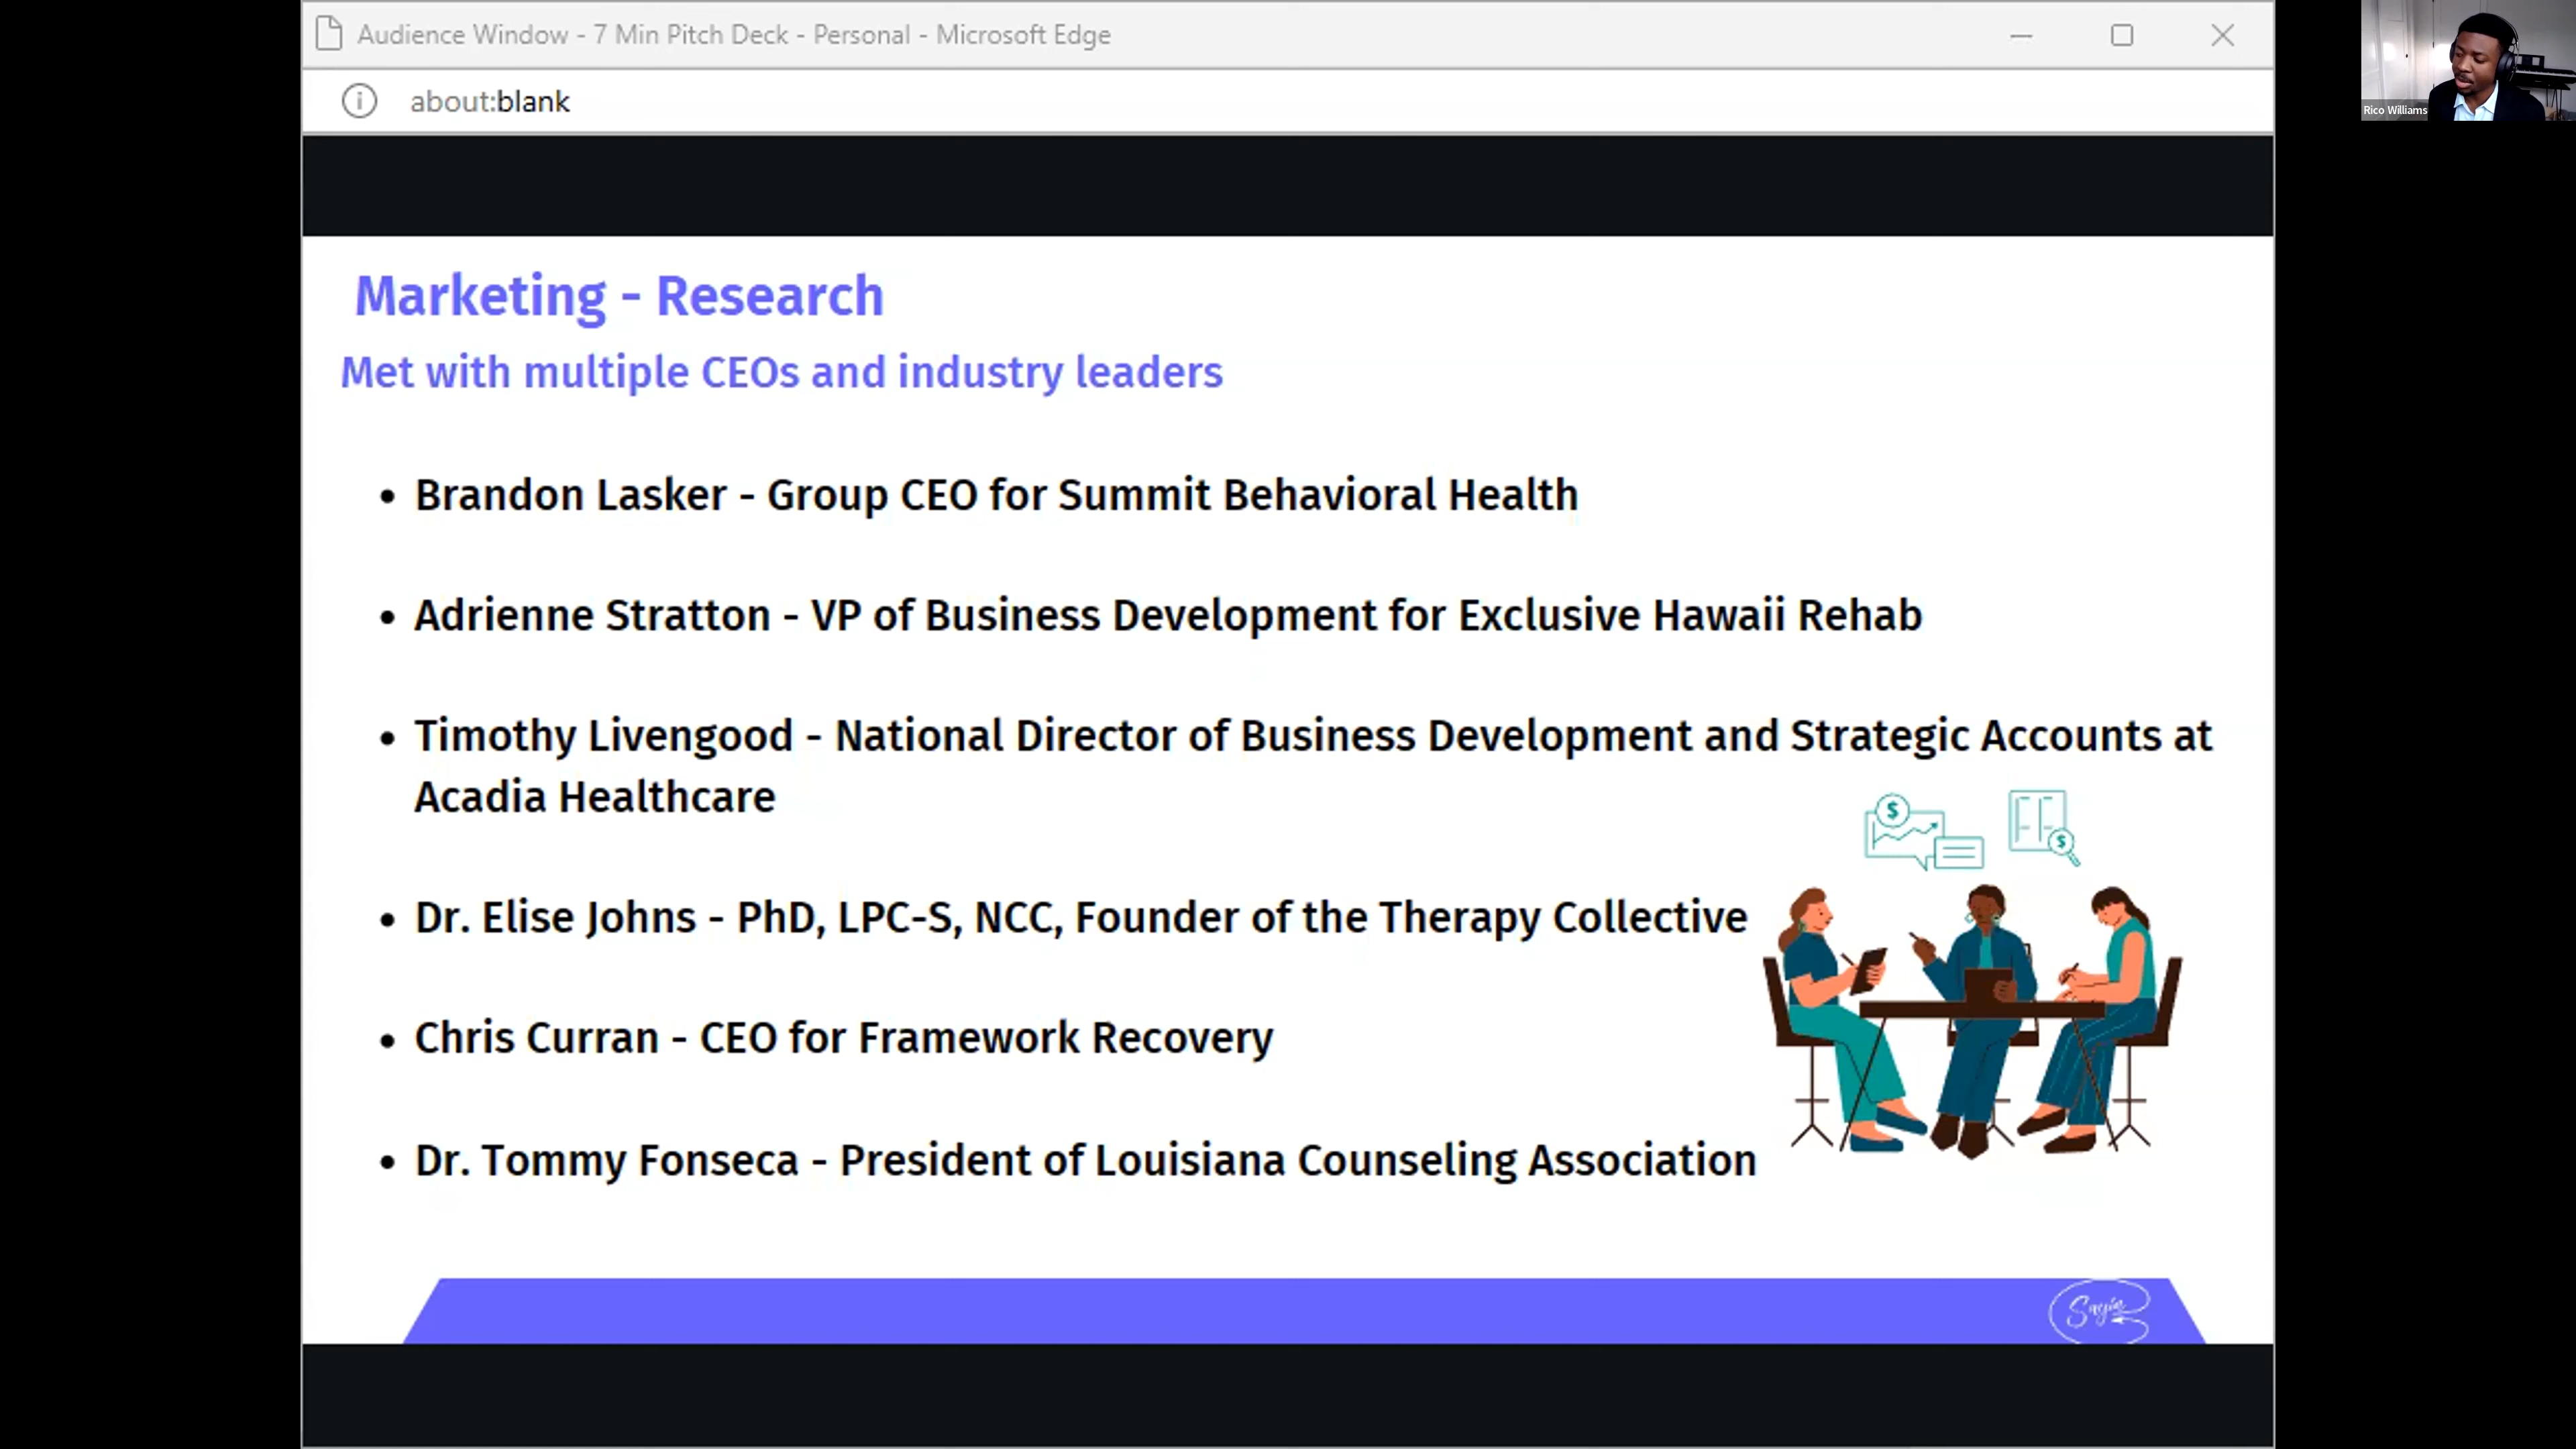 Audience Window - 7 Min Pitch Deck - Personal - Microsoft Edge
about:blank
Rico Williams
Marketing - Research
Met with multiple CEOs and industry leaders
• Brandon Lasker - Group CEO for Summit Behavioral Health
• Adrienne Stratton - VP of Business Development for Exclusive Hawaii Rehab
• Timothy Livengood - National Director of Business Development and Strategic Accounts at
Acadia Healthcare
• Dr. Elise Johns - PhD, LPC-S, NCC, Founder of the Therapy Collective
• Chris Curran - CEO for Framework Recovery
• Dr. Tommy Fonseca - President of Louisiana Counseling Association